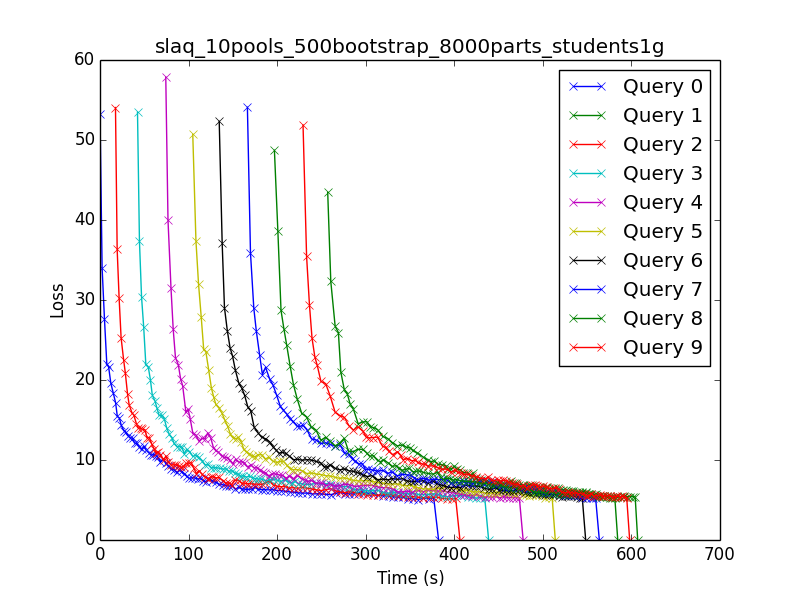 slaq_10pools_500bootstrap_8000parts_students1g
60
50
40
30
20
10
0
Loss
0 100 200 300 400 500 600 700
Time (s)
Query 0
Query 1
Query 2
Query 3
Query 4
Query 5
Query 6
Query 7
Query 8
Query 9